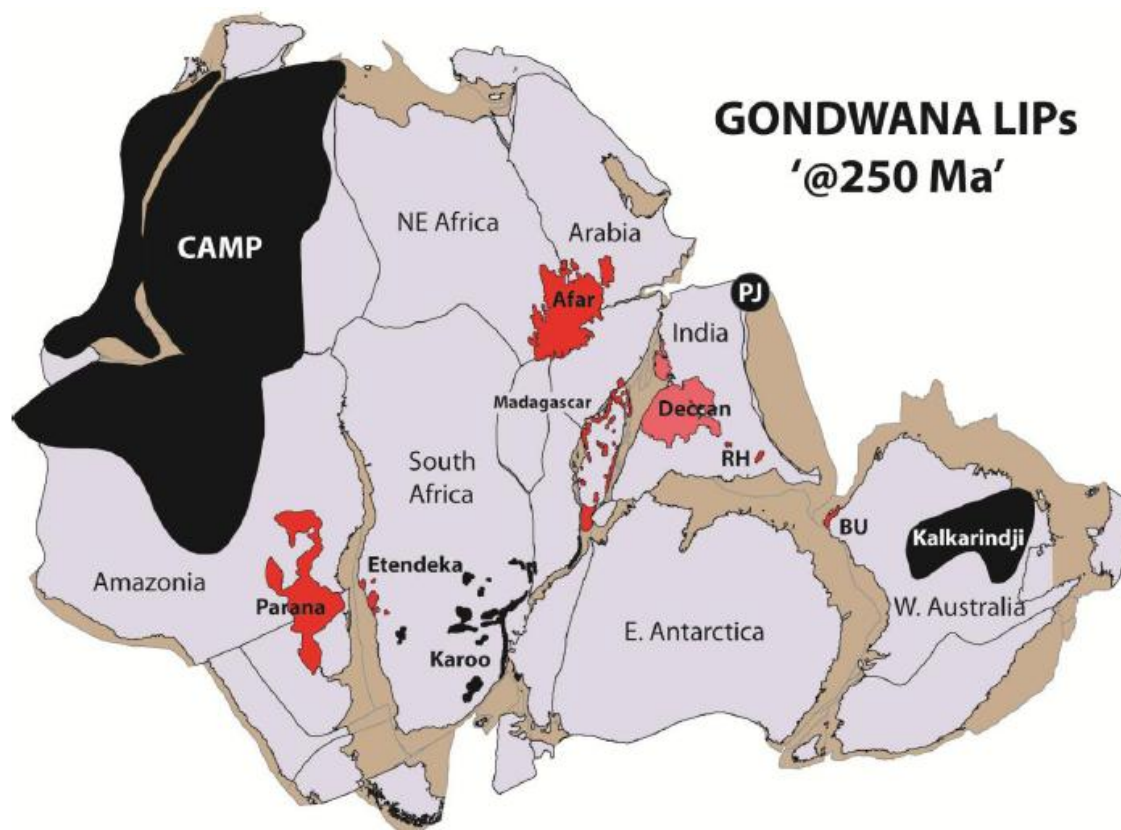 GONDWANA LIPs
‘@250 Ma’
CAMP
NE Africa
Arabia
Afar
PJ
India
Madagascar
Deccan
RH
South
Africa
BU
Kalkarindji
Etendeka
Amazonia
Parana
Karoo
E. Antarctica
W. Australia